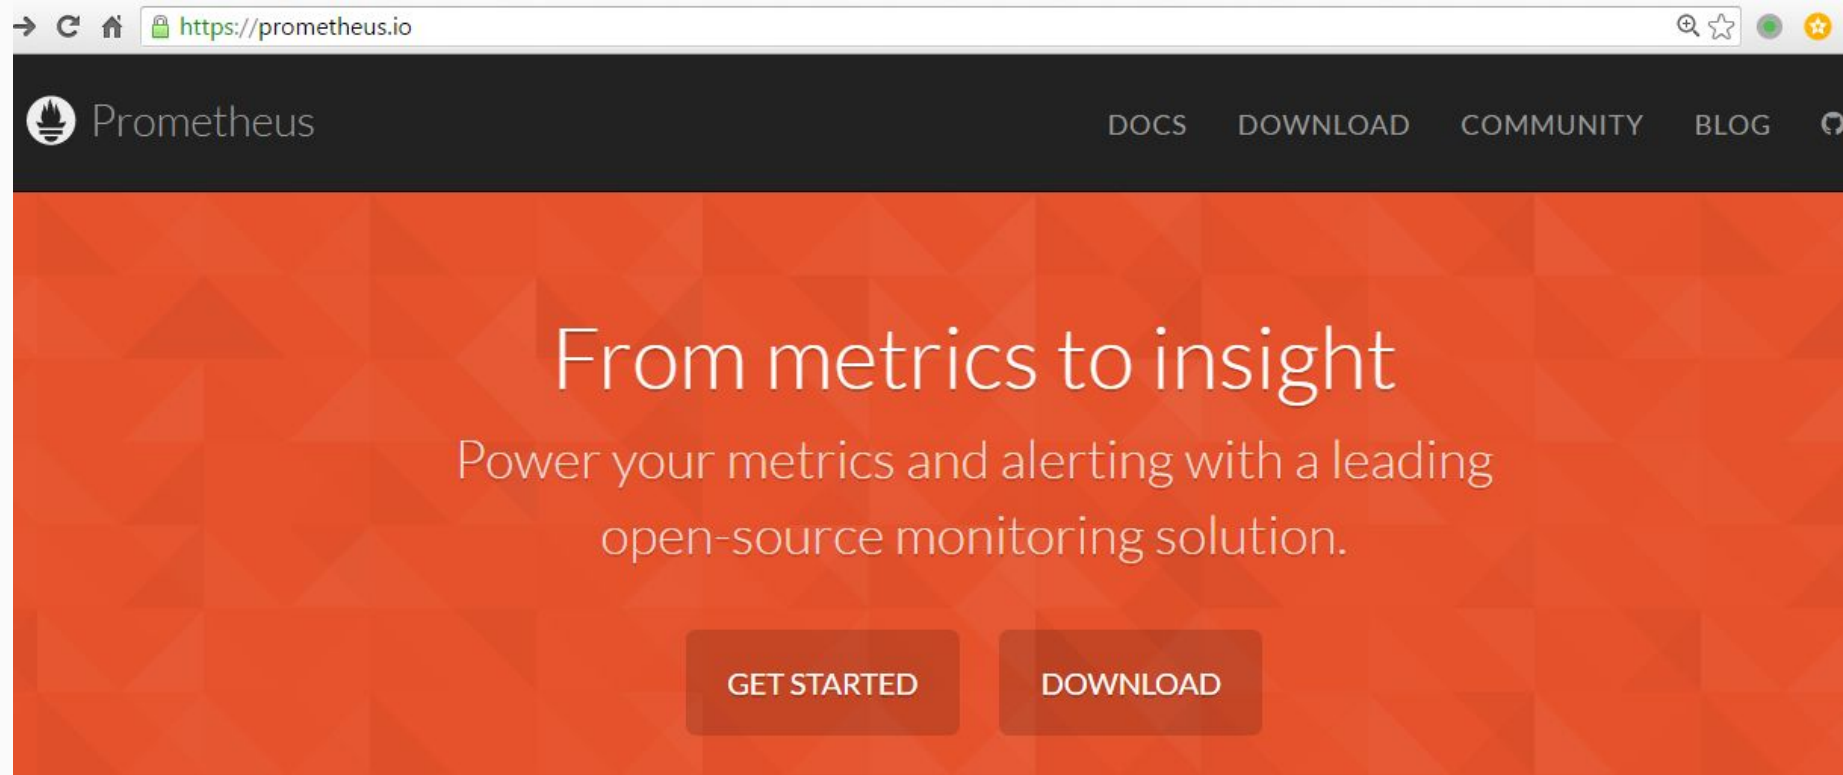 https://prometheus.io
Prometheus
DOCS DOWNLOAD COMMUNITY BLOG
From metrics to insight
Power your metrics and alerting with a leading
open-source monitoring solution.
GET STARTED DOWNLOAD